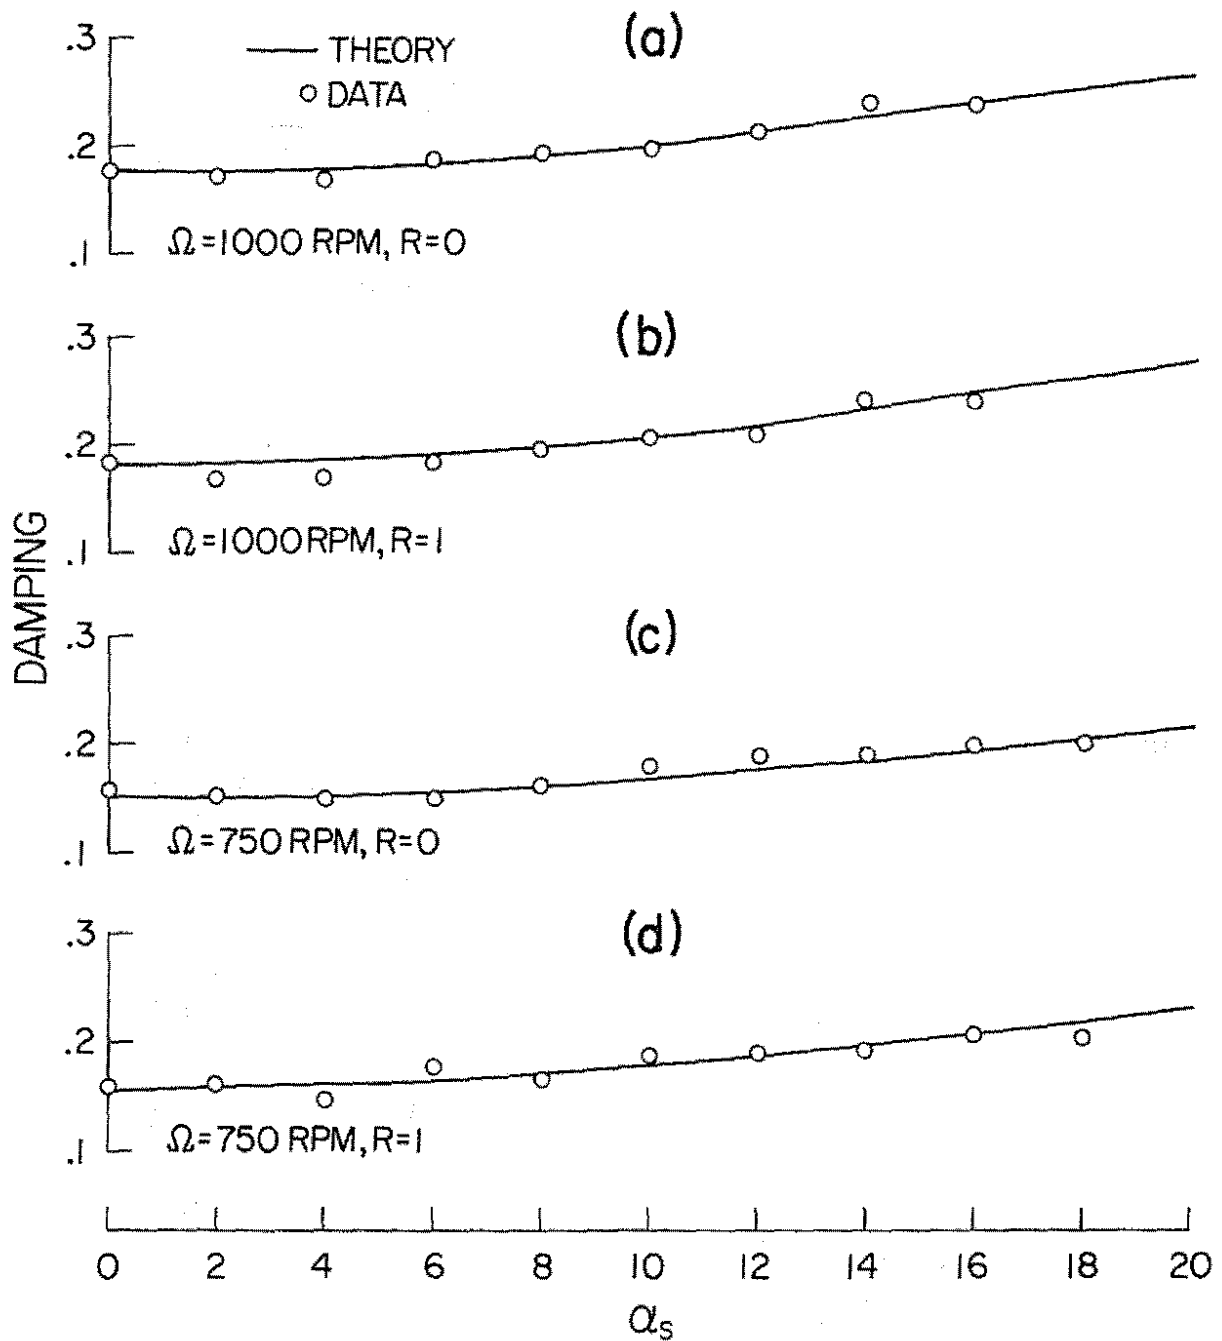 (a)
.3
— THEORY
○ DATA
.2
.1
Ω=1000 RPM, R=0
(b)
.3
.2
.1
Ω=1000 RPM, R=1
DAMPING
(c)
.3
.2
.1
Ω=750 RPM, R=0
(d)
.3
.2
.1
Ω=750 RPM, R=1
0 2 4 6 8 10 12 14 16 18 20
αs